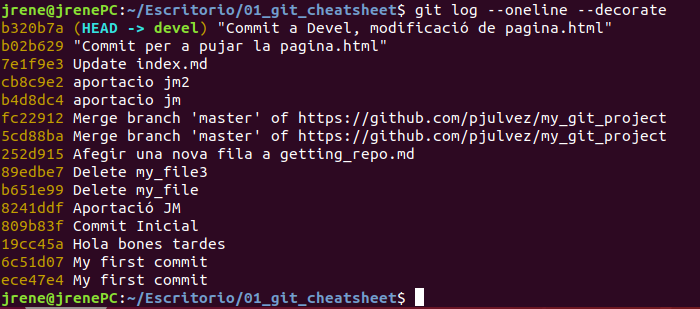 jrene@jrenePC:~/Escritorio/01_git_cheatsheet$ git log --oneline --decorate
b320b7a (HEAD -> devel) "Commit a Devel, modificació de pagina.html"
b02b629 "Commit per a pujar la pagina.html"
7e1f9e3 Update index.md
cb8c9e2 aportacio jm2
b4d8dc4 aportacio jm
fc22912 Merge branch 'master' of https://github.com/pjulvez/my_git_project
5cd88ba Merge branch 'master' of https://github.com/pjulvez/my_git_project
252d915 Afegir una nova fila a getting_repo.md
89edbe7 Delete my_file3
b651e99 Delete my_file
8241ddf Aportació JM
809b83f Commit Inicial
19cc45a Hola bones tardes
6c51d07 My first commit
ece47e4 My first commit
jrene@jrenePC:~/Escritorio/01_git_cheatsheet$